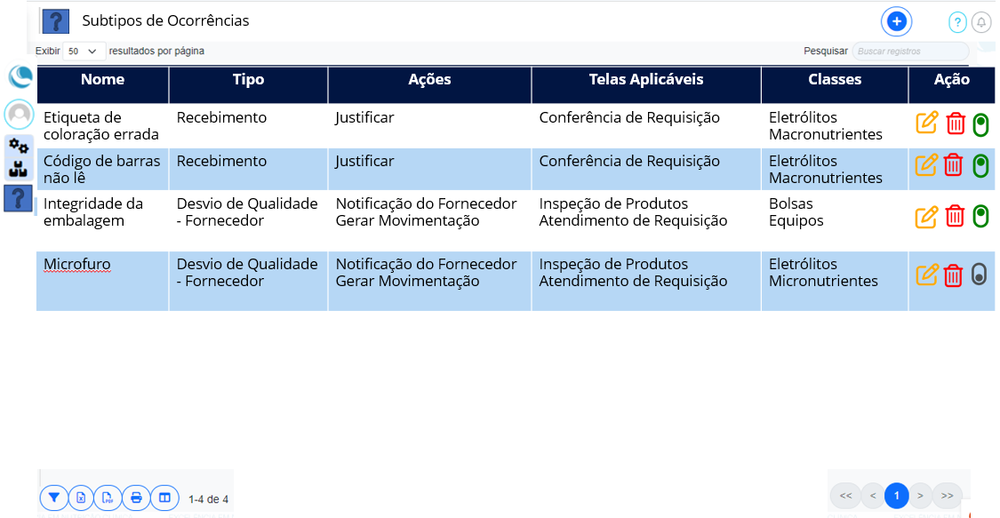 Subtipos de Ocorrências
Exibir 50 resultados por página
Pesquisar Buscar registros
Nome Tipo Ações Telas Aplicáveis Classes Ação
Etiqueta de
coloração errada
Recebimento
Justificar
Conferência de Requisição
Eletrólitos
Macronutrientes
Código de barras
não lê
Recebimento
Justificar
Conferência de Requisição
Eletrólitos
Macronutrientes
Integridade da
embalagem
Desvio de Qualidade
- Fornecedor
Notificação do Fornecedor
Gerar Movimentação
Inspeção de Produtos
Atendimento de Requisição
Bolsas
Equipos
Microfuro
Desvio de Qualidade
- Fornecedor
Notificação do Fornecedor
Gerar Movimentação
Inspeção de Produtos
Atendimento de Requisição
Eletrólitos
Micronutrientes
1-4 de 4
<< < 1 > >>